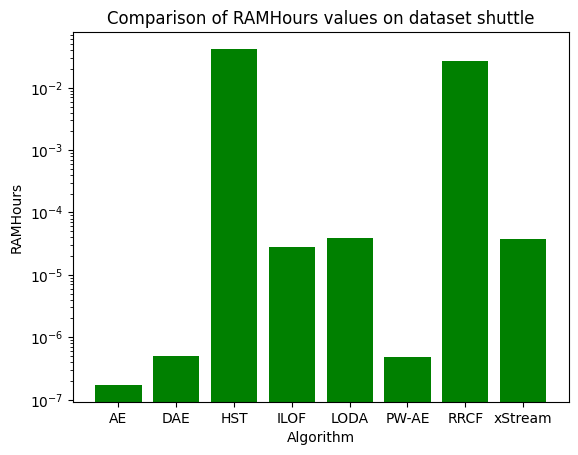 Comparison of RAMHours values on dataset shuttle
RAMHours
10⁻²
10⁻³
10⁻⁴
10⁻⁵
10⁻⁶
10⁻⁷
AE DAE HST ILOF LODA PW-AE RRCF xStream
Algorithm